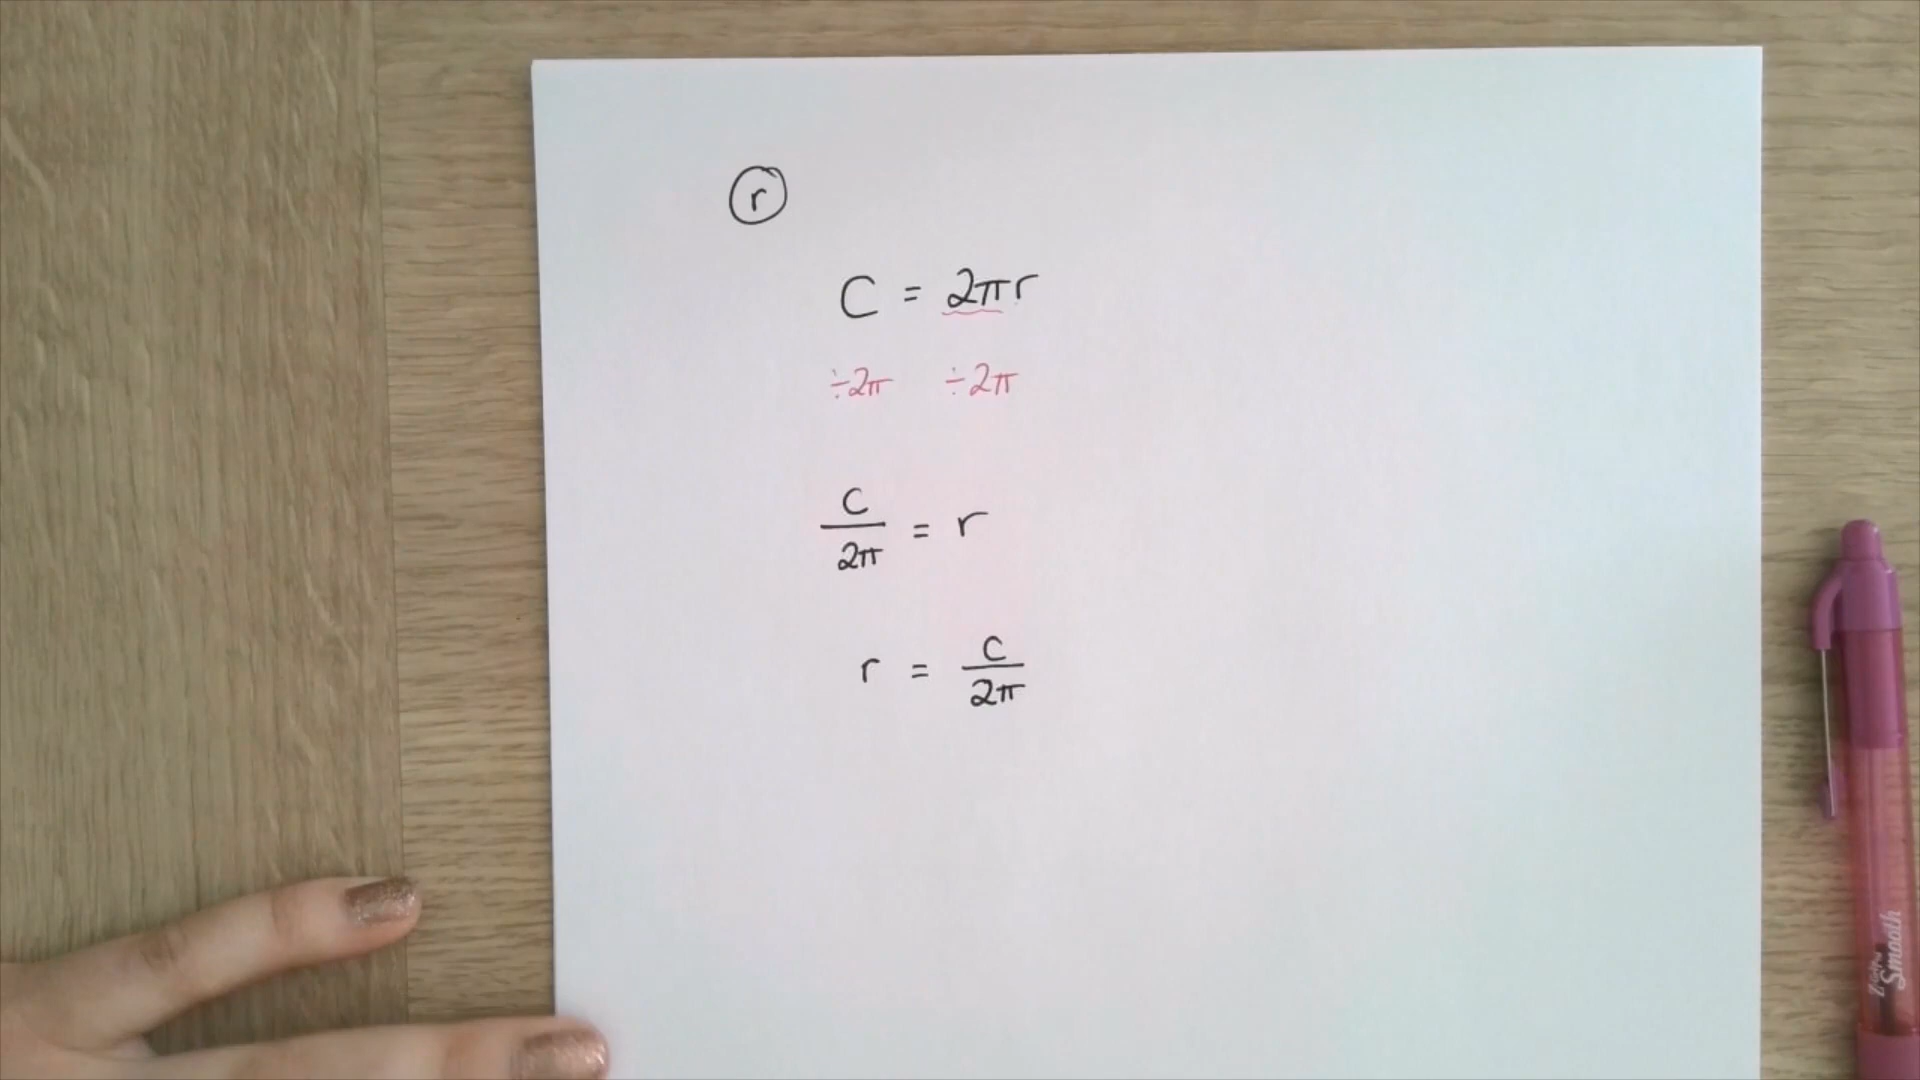 r
C = 2πr
÷2π ÷2π
C/2π = r
r = C/2π
Smooth